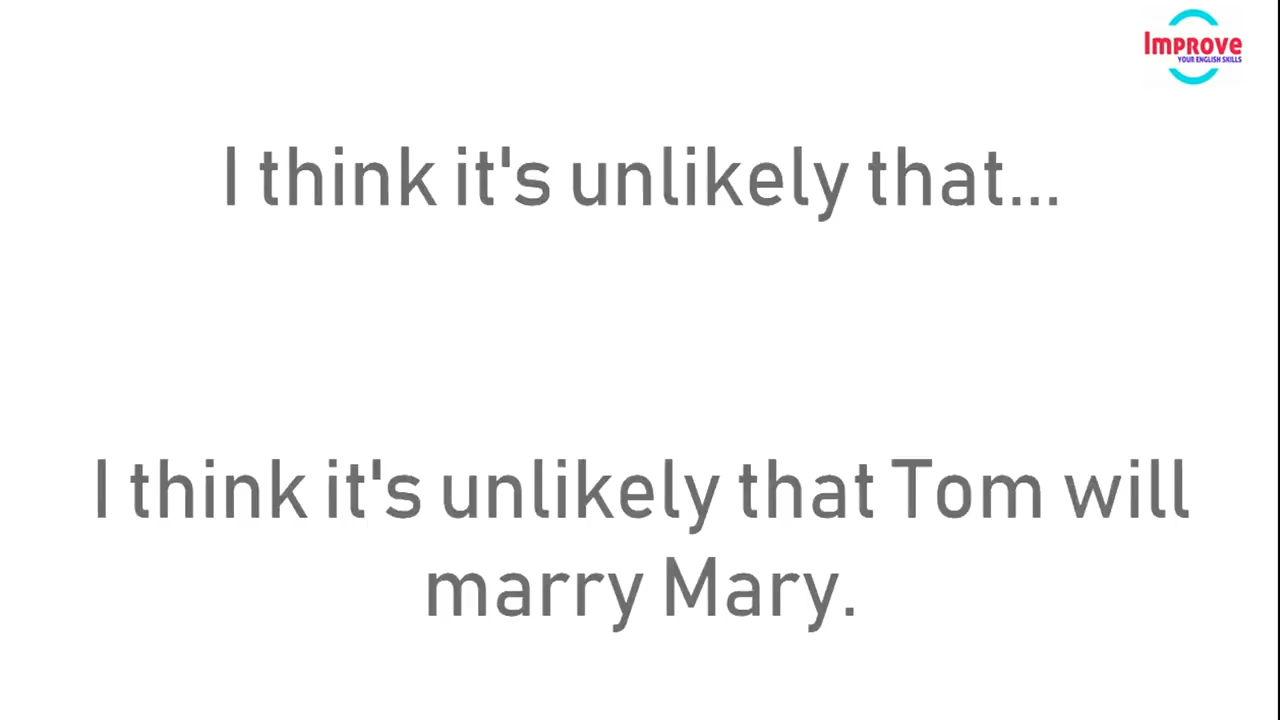 Improve
YOUR ENGLISH SKILLS
I think it's unlikely that...
I think it's unlikely that Tom will
marry Mary.